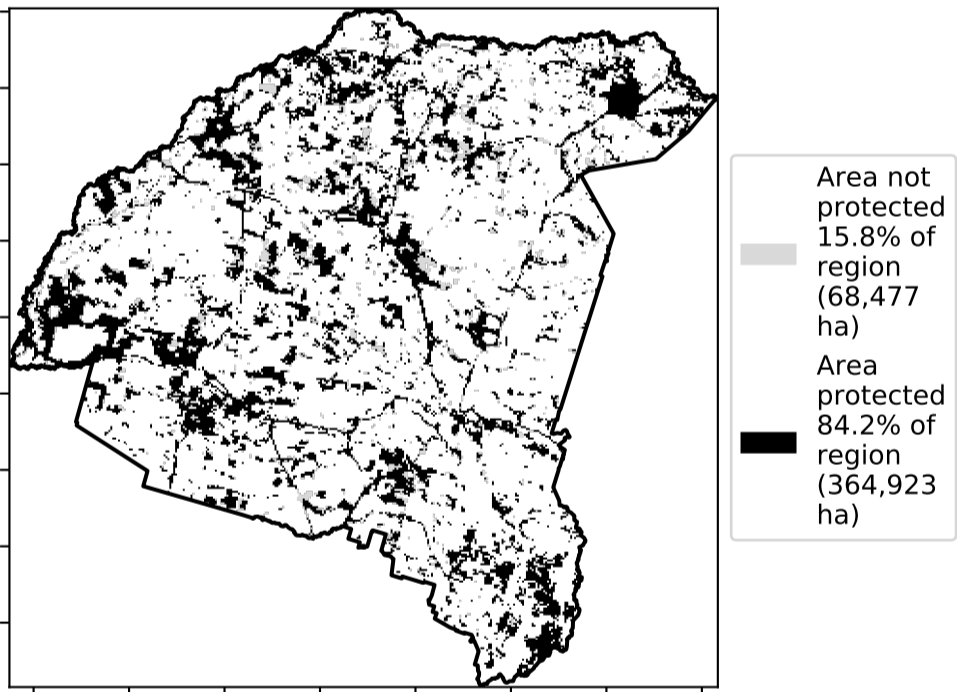 Area not
protected
15.8% of
region
(68,477
ha)
Area
protected
84.2% of
region
(364,923
ha)